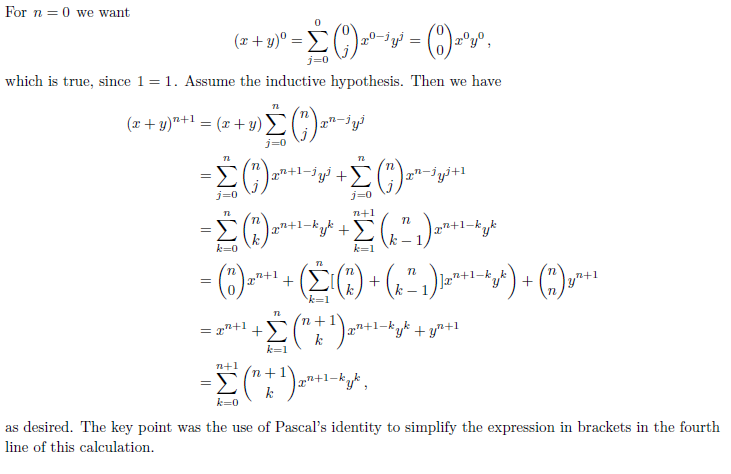 For n = 0 we want
$(x + y)^0 = \sum_{j=0}^{0} \binom{0}{j} x^{0-j} y^j = \binom{0}{0} x^0 y^0\,,$
which is true, since 1 = 1. Assume the inductive hypothesis. Then we have
$(x + y)^{n+1} = (x + y) \sum_{j=0}^{n} \binom{n}{j} x^{n-j} y^j$
$= \sum_{j=0}^{n} \binom{n}{j} x^{n+1-j} y^j + \sum_{j=0}^{n} \binom{n}{j} x^{n-j} y^{j+1}$
$= \sum_{k=0}^{n} \binom{n}{k} x^{n+1-k} y^k + \sum_{k=1}^{n+1} \binom{n}{k-1} x^{n+1-k} y^k$
$= \binom{n}{0} x^{n+1} + \left( \sum_{k=1}^{n} [\binom{n}{k} + \binom{n}{k-1}] x^{n+1-k} y^k \right) + \binom{n}{n} y^{n+1}$
$= x^{n+1} + \sum_{k=1}^{n} \binom{n+1}{k} x^{n+1-k} y^k + y^{n+1}$
$= \sum_{k=0}^{n+1} \binom{n+1}{k} x^{n+1-k} y^k\,,$
as desired. The key point was the use of Pascal's identity to simplify the expression in brackets in the fourth
line of this calculation.